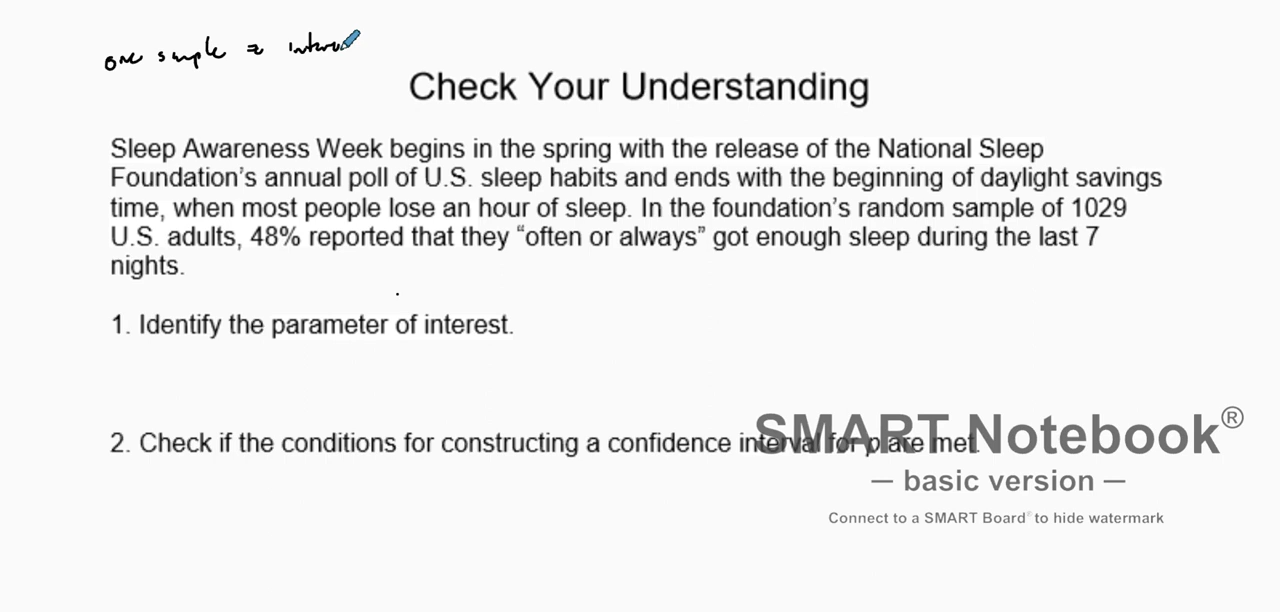 one sample z interv
Check Your Understanding
Sleep Awareness Week begins in the spring with the release of the National Sleep
Foundation's annual poll of U.S. sleep habits and ends with the beginning of daylight savings
time, when most people lose an hour of sleep. In the foundation's random sample of 1029
U.S. adults, 48% reported that they “often or always” got enough sleep during the last 7
nights.
1. Identify the parameter of interest.
2. Check if the conditions for constructing a confidence interval for p are met.
SMART Notebook®
— basic version —
Connect to a SMART Board® to hide watermark